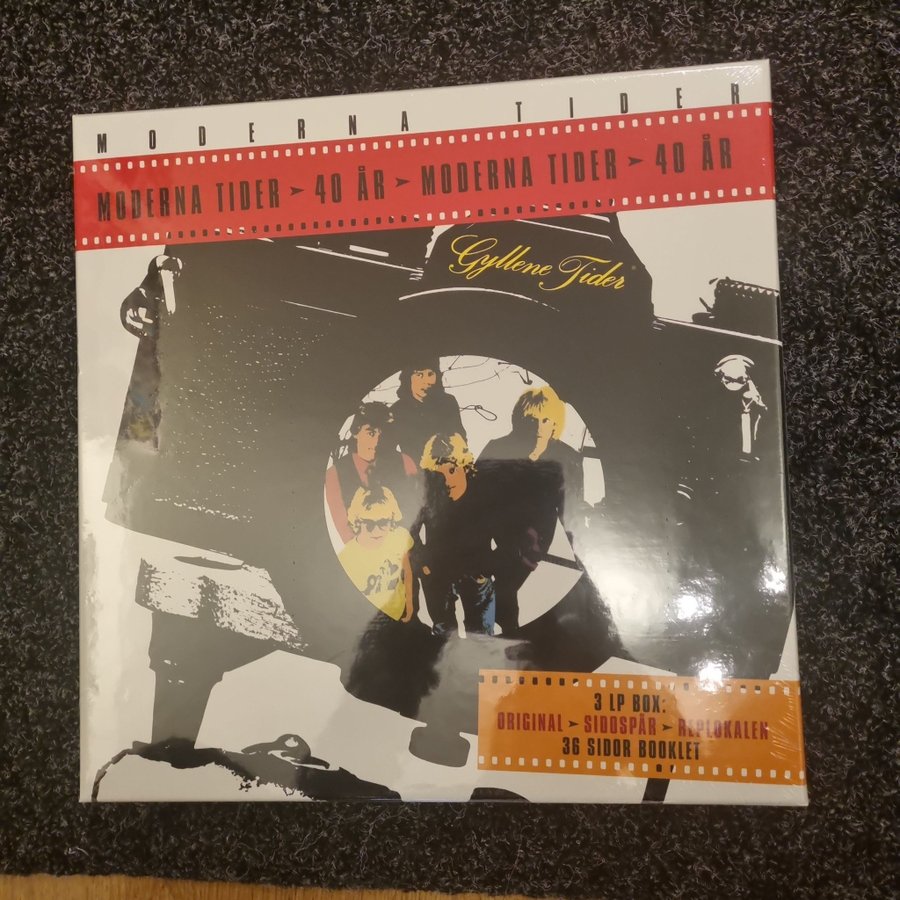 MODERNA TIDER
MODERNA TIDER ➤ 40 ÅR ➤ MODERNA TIDER ➤ 40 ÅR
Gyllene Tider
3 LP BOX:
ORIGINAL ➤ SIDOSPÅR ➤ REPLOKALEN
36 SIDOR BOOKLET